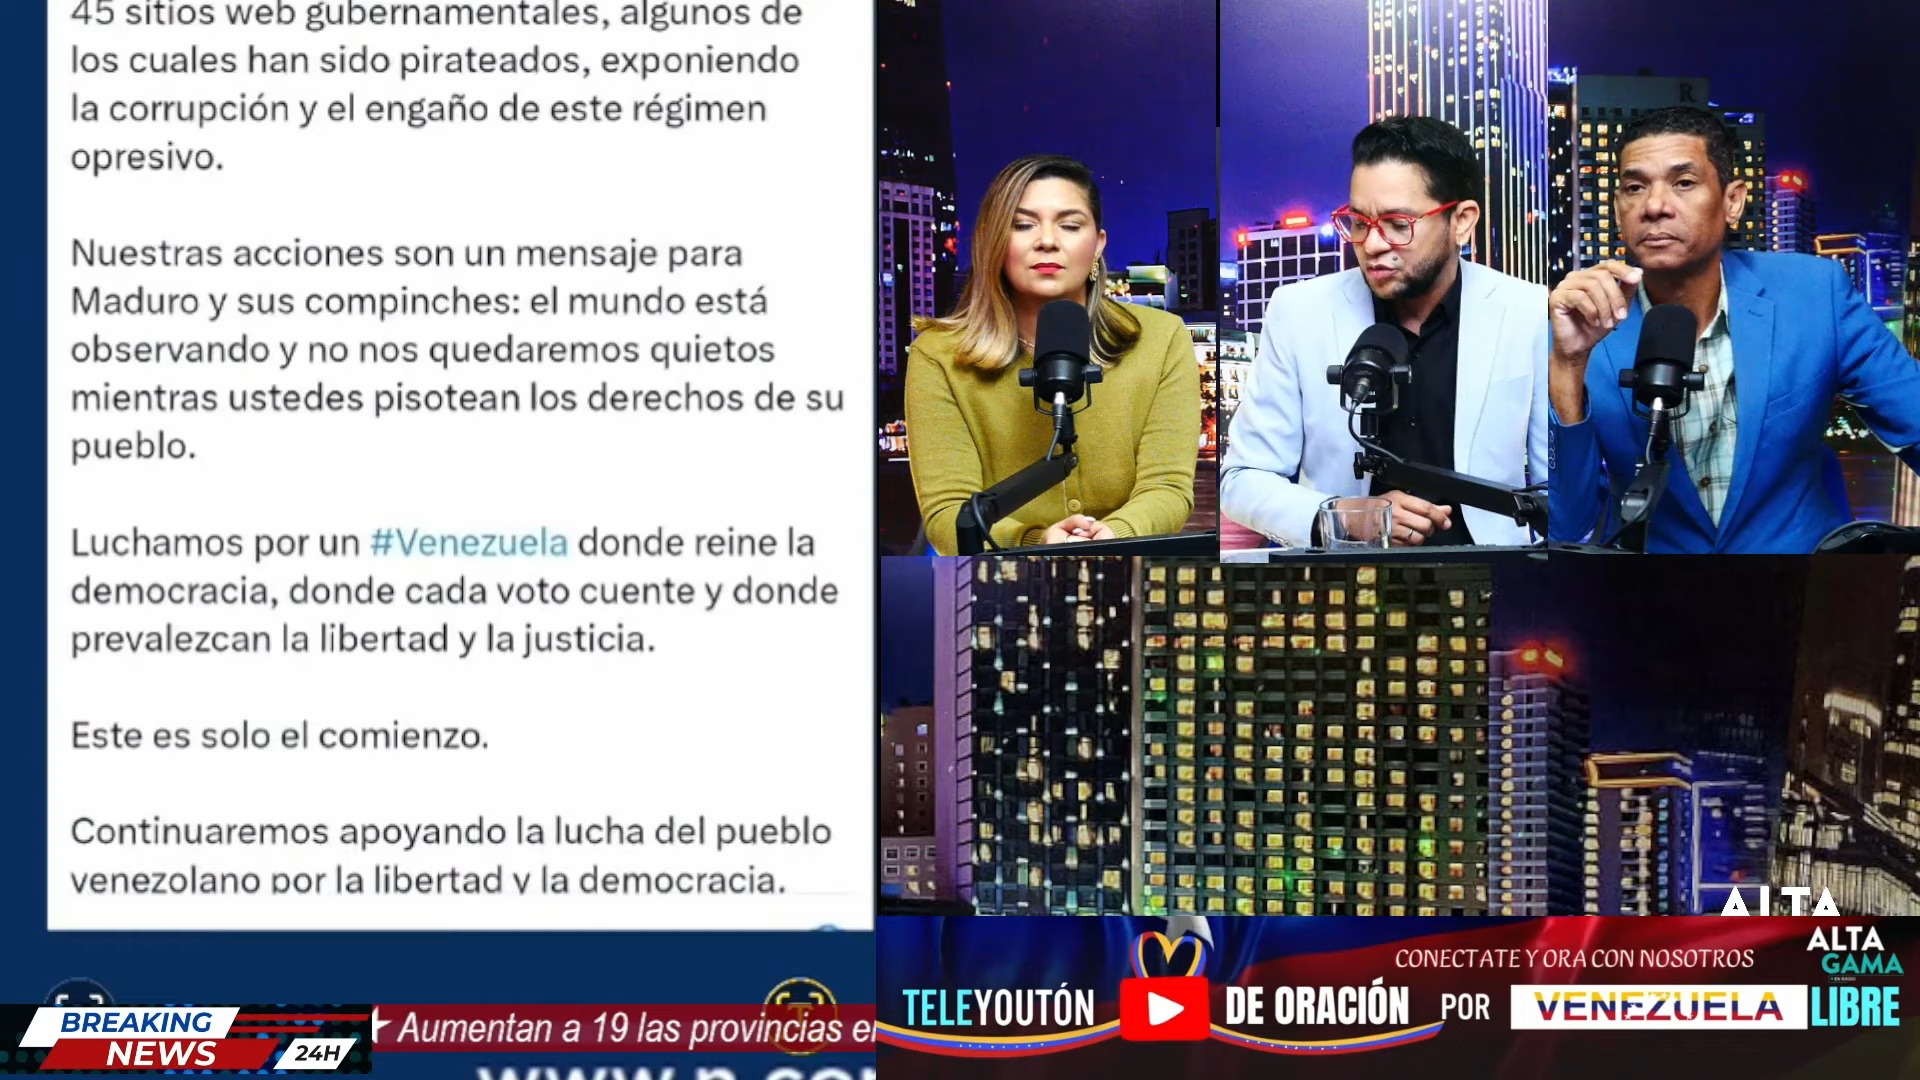 45 sitios web gubernamentales, algunos de
los cuales han sido pirateados, exponiendo
la corrupción y el engaño de este régimen
opresivo.
Nuestras acciones son un mensaje para
Maduro y sus compinches: el mundo está
observando y no nos quedaremos quietos
mientras ustedes pisotean los derechos de su
pueblo.
Luchamos por un #Venezuela donde reine la
democracia, donde cada voto cuente y donde
prevalezcan la libertad y la justicia.
Este es solo el comienzo.
Continuaremos apoyando la lucha del pueblo
venezolano por la libertad y la democracia.
R
ALTA
CONECTATE Y ORA CON NOSOTROS
ALTA
GAMA
TELEYOUTÓN DE ORACIÓN POR VENEZUELA LIBRE
BREAKING
NEWS 24H
Aumentan a 19 las provincias